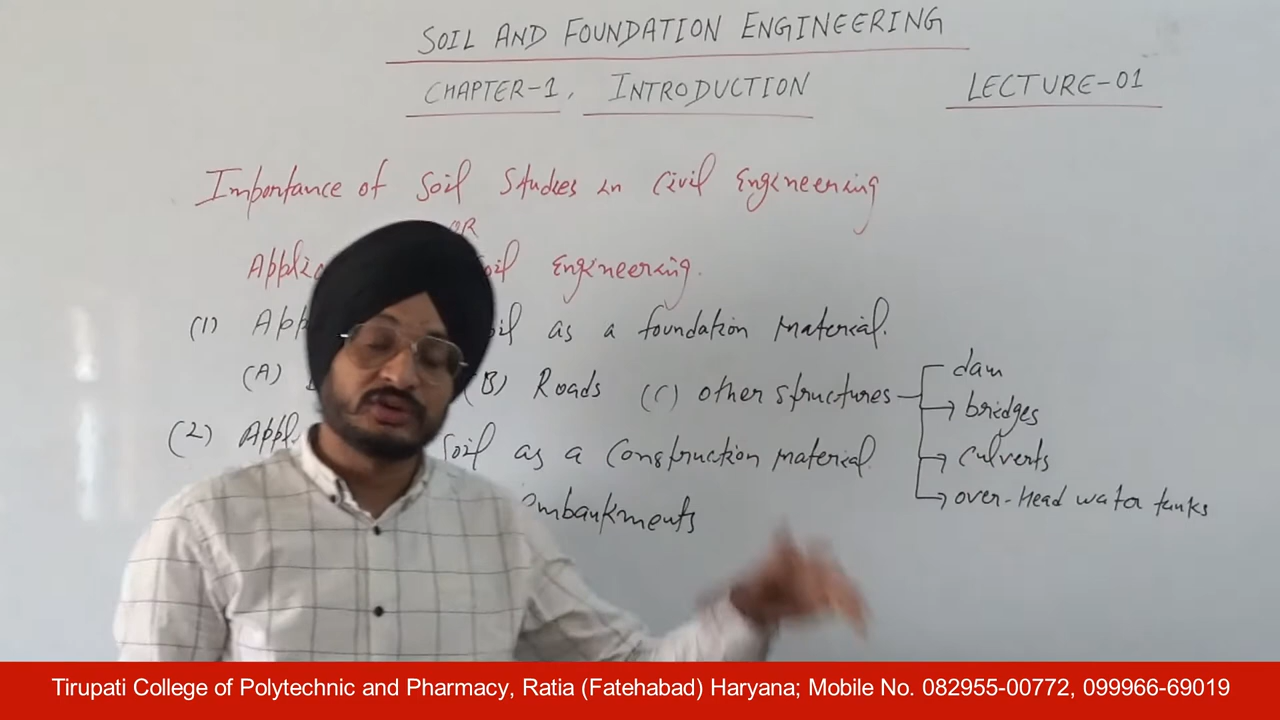 SOIL AND FOUNDATION ENGINEERING
CHAPTER-1, INTRODUCTION LECTURE-01
Importance of Soil Studies in Civil Engineering
OR
Engineering.
(1) as a foundation Material.
(A) (B) Roads (C) other structures dam
bridges
(2) Soil as a Construction material culverts
over-Head water tanks
embankments
Tirupati College of Polytechnic and Pharmacy, Ratia (Fatehabad) Haryana; Mobile No. 082955-00772, 099966-69019